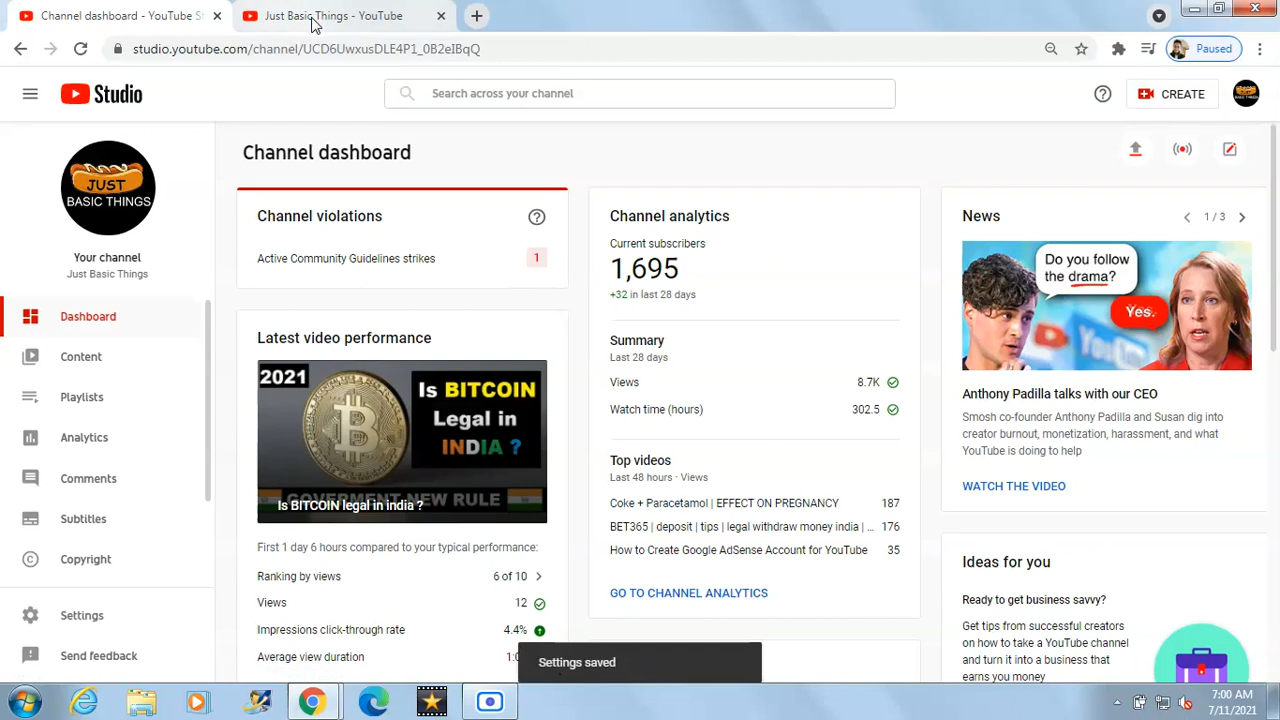 Channel dashboard - YouTube S
Just Basic Things - YouTube
studio.youtube.com/channel/UCD6UwxusDLE4P1_0B2eIBqQ
Paused
Studio
Search across your channel
CREATE
JUST
BASIC THINGS
Your channel
Just Basic Things
Dashboard
Content
Playlists
Analytics
Comments
Subtitles
Copyright
Settings
Send feedback
Channel dashboard
Channel violations
Active Community Guidelines strikes
1
Latest video performance
2021
Is BITCOIN
Legal in
INDIA ?
GOVERMENT NEW RULE
Is BITCOIN legal in india ?
First 1 day 6 hours compared to your typical performance:
Ranking by views
6 of 10
Views
12
Impressions click-through rate
4.4%
Average view duration
Channel analytics
Current subscribers
1,695
+32 in last 28 days
Summary
Last 28 days
Views
8.7K
Watch time (hours)
302.5
Top videos
Last 48 hours · Views
Coke + Paracetamol | EFFECT ON PREGNANCY
187
BET365 | deposit | tips | legal withdraw money india | ...
176
How to Create Google AdSense Account for YouTube
35
GO TO CHANNEL ANALYTICS
News
1 / 3
Do you follow
the drama?
Yes.
Anthony Padilla talks with our CEO
Smosh co-founder Anthony Padilla and Susan dig into
creator burnout, monetization, harassment, and what
YouTube is doing to help
WATCH THE VIDEO
Ideas for you
Ready to get business savvy?
Get tips from successful creators
on how to take a YouTube channel
and turn it into a business that
earns you money
Settings saved
7:00 AM
7/11/2021